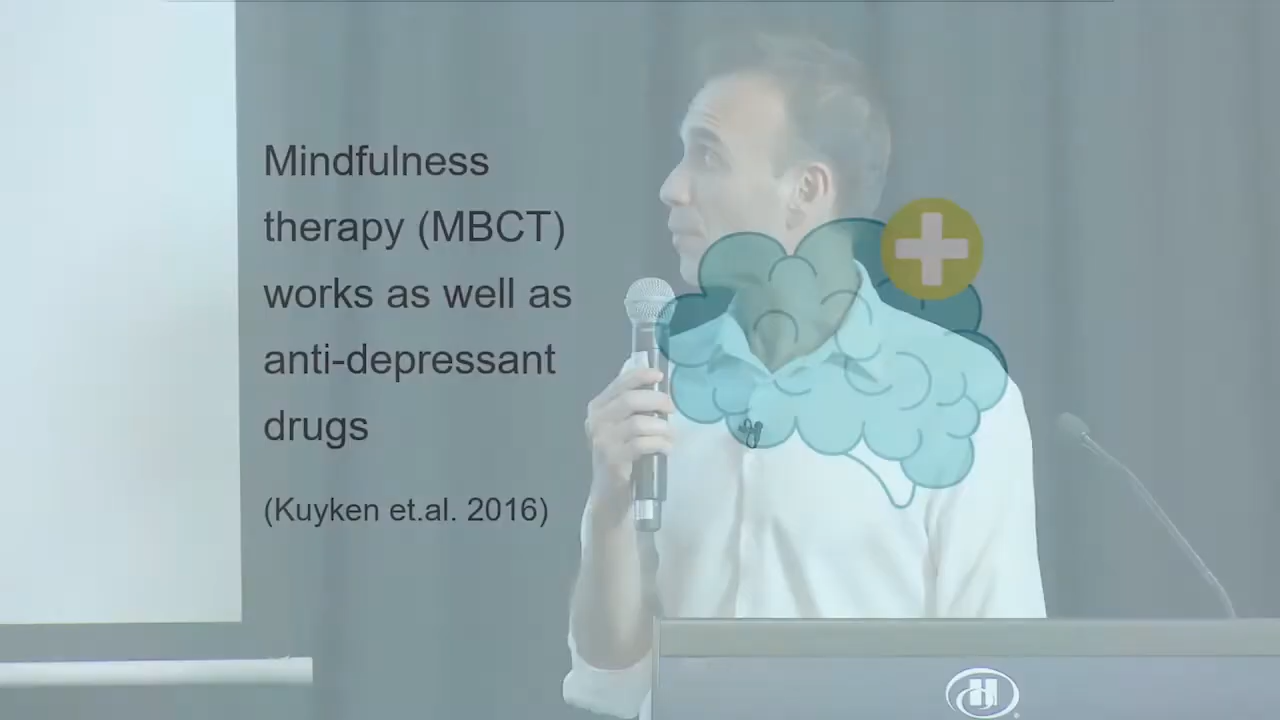 Mindfulness
therapy (MBCT)
works as well as
anti-depressant
drugs
(Kuyken et.al. 2016)
H